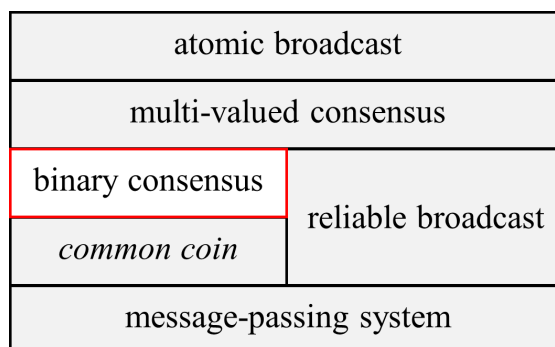 atomic broadcast
multi-valued consensus
binary consensus
reliable broadcast
common coin
message-passing system